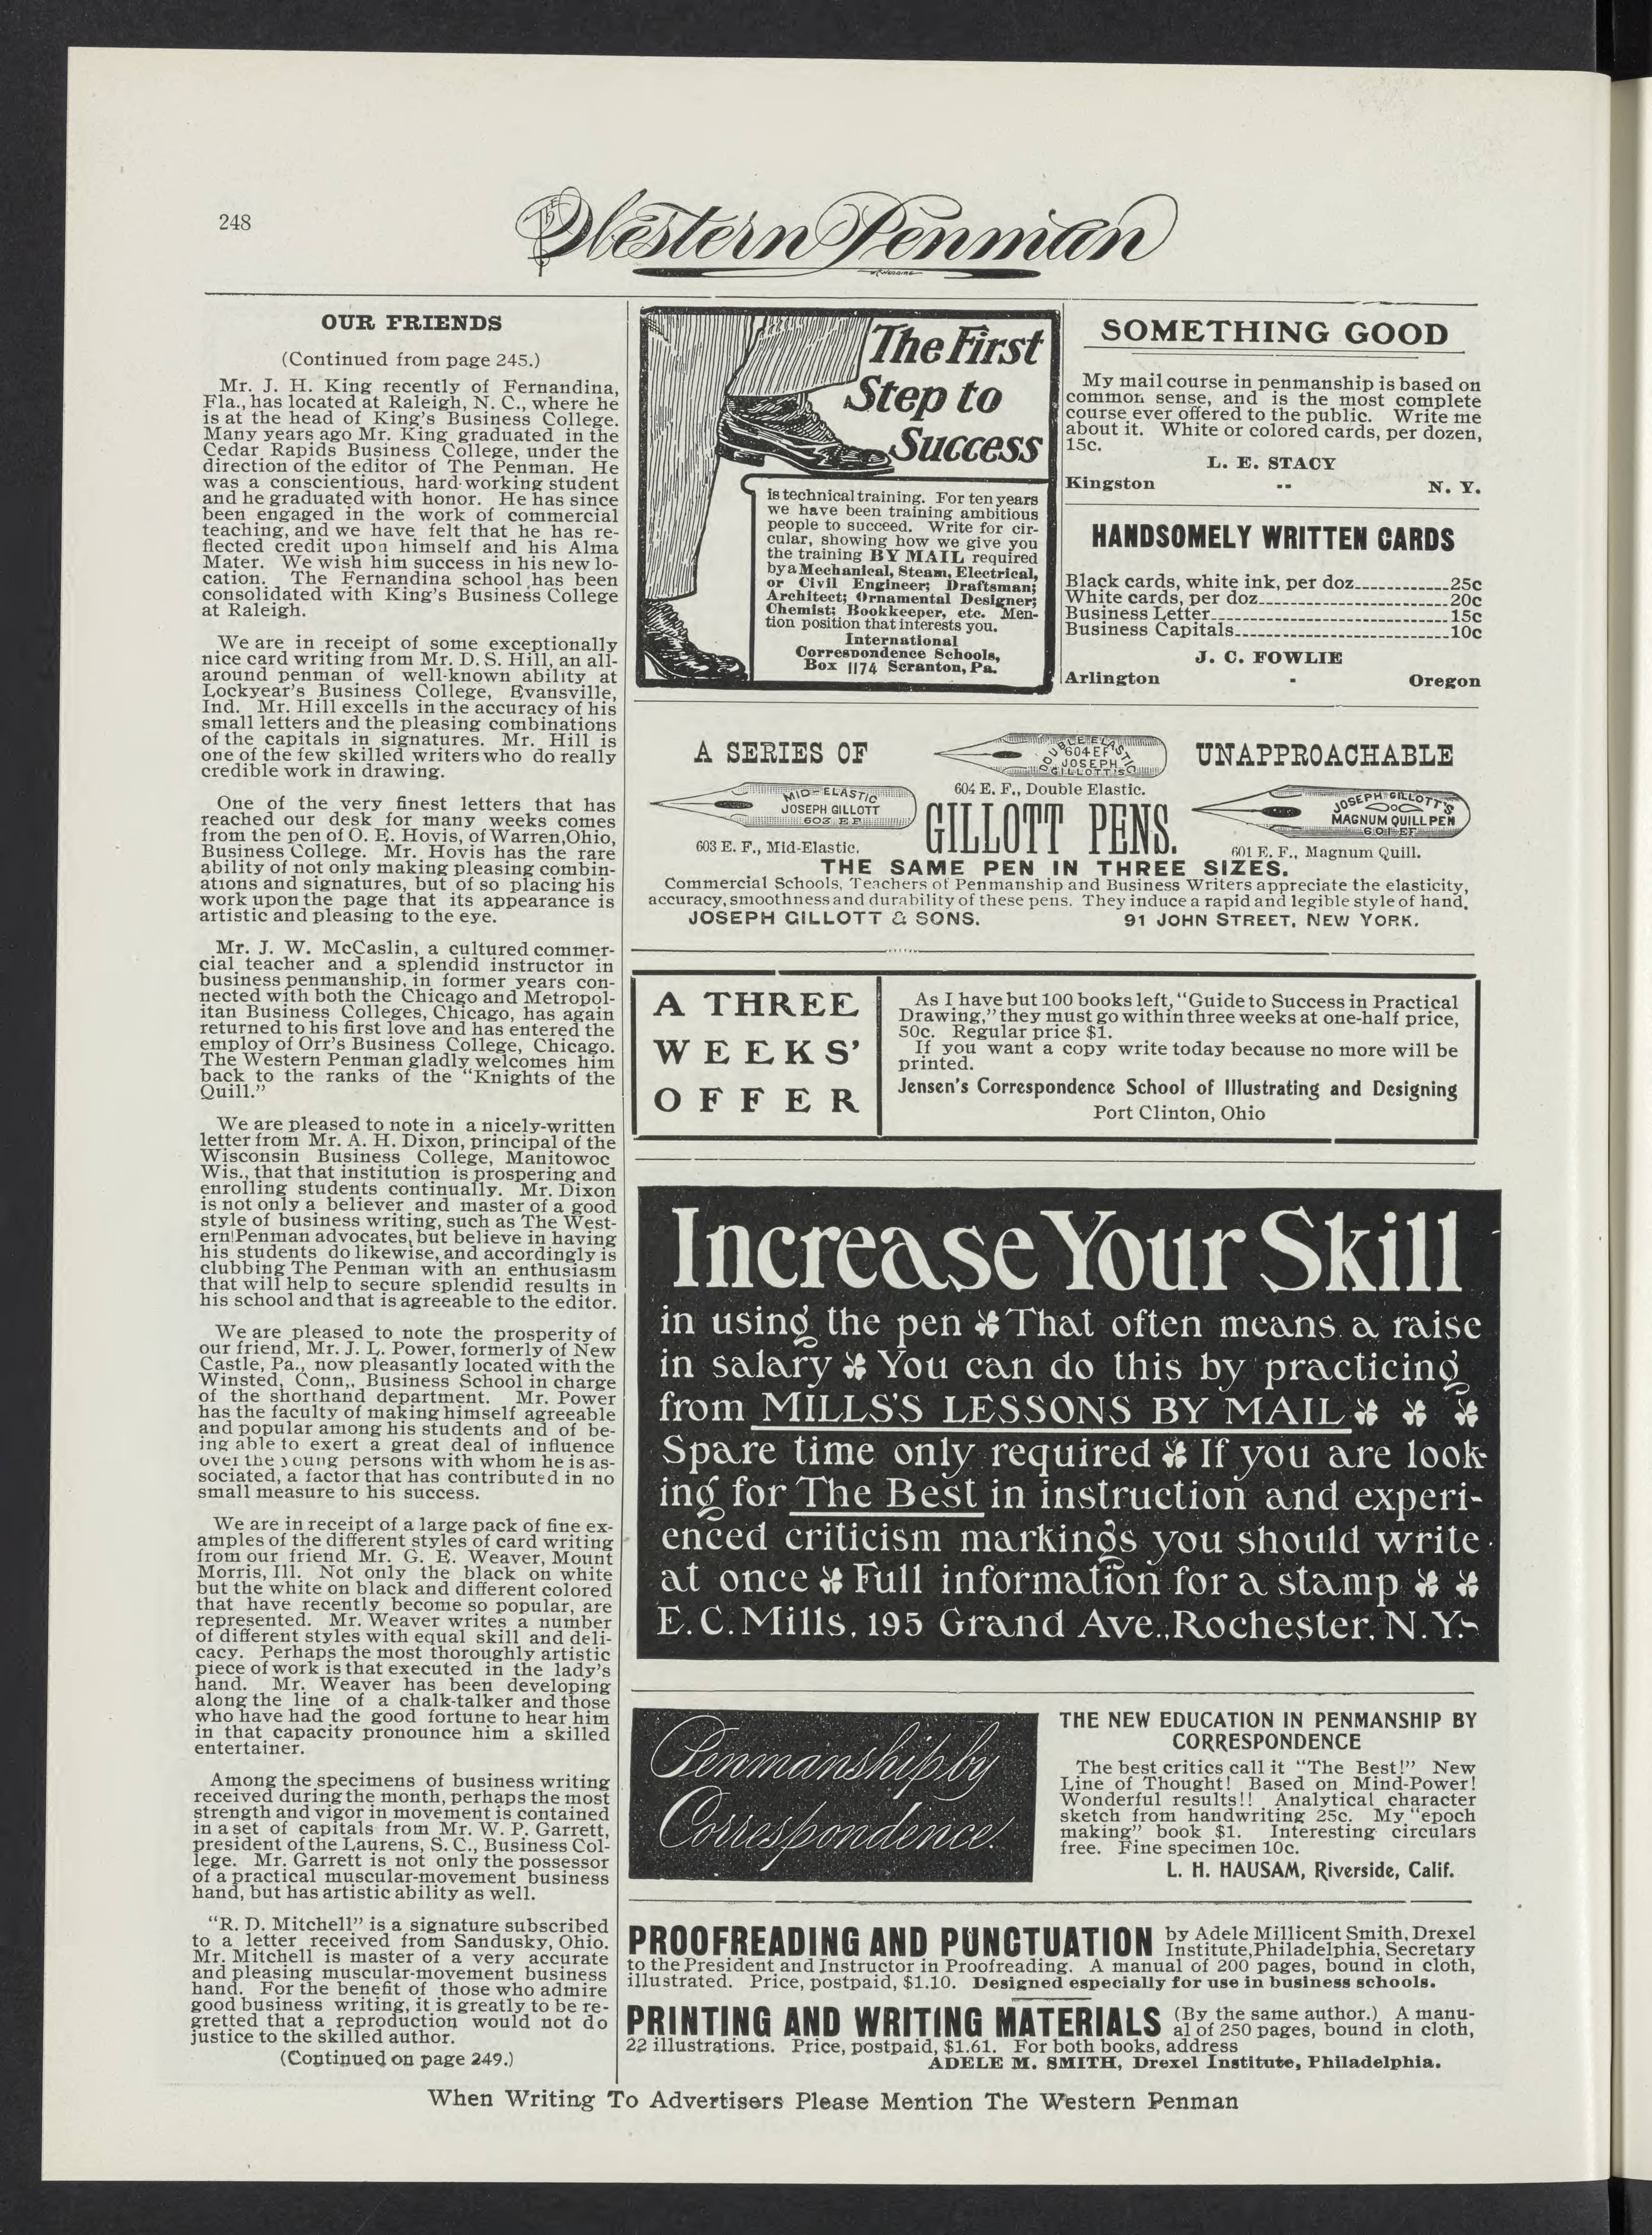 248
The Western Penman
OUR FRIENDS
(Continued from page 245.)
Mr. J. H. King recently of Fernandina,
Fla., has located at Raleigh, N. C., where he
is at the head of King's Business College.
Many years ago Mr. King graduated in the
Cedar Rapids Business College, under the
direction of the editor of The Penman. He
was a conscientious, hard-working student
and he graduated with honor. He has since
been engaged in the work of commercial
teaching, and we have felt that he has re-
flected credit upon himself and his Alma
Mater. We wish him success in his new lo-
cation. The Fernandina school has been
consolidated with King's Business College
at Raleigh.
We are in receipt of some exceptionally
nice card writing from Mr. D. S. Hill, an all-
around penman of well-known ability at
Lockyear's Business College, Evansville,
Ind. Mr. Hill excells in the accuracy of his
small letters and the pleasing combinations
of the capitals in signatures. Mr. Hill is
one of the few skilled writers who do really
credible work in drawing.
One of the very finest letters that has
reached our desk for many weeks comes
from the pen of O. E. Hovis, of Warren, Ohio,
Business College. Mr. Hovis has the rare
ability of not only making pleasing combin-
ations and signatures, but of so placing his
work upon the page that its appearance is
artistic and pleasing to the eye.
Mr. J. W. McCaslin, a cultured commer-
cial teacher and a splendid instructor in
business penmanship, in former years con-
nected with both the Chicago and Metropol-
itan Business Colleges, Chicago, has again
returned to his first love and has entered the
employ of Orr's Business College, Chicago.
The Western Penman gladly welcomes him
back to the ranks of the "Knights of the
Quill."
We are pleased to note in a nicely-written
letter from Mr. A. H. Dixon, principal of the
Wisconsin Business College, Manitowoc
Wis., that that institution is prospering and
enrolling students continually. Mr. Dixon
is not only a believer and master of a good
style of business writing, such as The West-
ern Penman advocates, but believe in having
his students do likewise, and accordingly is
clubbing The Penman with an enthusiasm
that will help to secure splendid results in
his school and that is agreeable to the editor.
We are pleased to note the prosperity of
our friend, Mr. J. L. Power, formerly of New
Castle, Pa., now pleasantly located with the
Winsted, Conn,. Business School in charge
of the shorthand department. Mr. Power
has the faculty of making himself agreeable
and popular among his students and of be-
ing able to exert a great deal of influence
over the young persons with whom he is as-
sociated, a factor that has contributed in no
small measure to his success.
We are in receipt of a large pack of fine ex-
amples of the different styles of card writing
from our friend Mr. G. E. Weaver, Mount
Morris, Ill. Not only the black on white
but the white on black and different colored
that have recently become so popular, are
represented. Mr. Weaver writes a number
of different styles with equal skill and deli-
cacy. Perhaps the most thoroughly artistic
piece of work is that executed in the lady's
hand. Mr. Weaver has been developing
along the line of a chalk-talker and those
who have had the good fortune to hear him
in that capacity pronounce him a skilled
entertainer.
Among the specimens of business writing
received during the month, perhaps the most
strength and vigor in movement is contained
in a set of capitals from Mr. W. P. Garrett,
president of the Laurens, S. C., Business Col-
lege. Mr. Garrett is not only the possessor
of a practical muscular-movement business
hand, but has artistic ability as well.
"R. D. Mitchell" is a signature subscribed
to a letter received from Sandusky, Ohio.
Mr. Mitchell is master of a very accurate
and pleasing muscular-movement business
hand. For the benefit of those who admire
good business writing, it is greatly to be re-
gretted that a reproduction would not do
justice to the skilled author.
(Continued on page 249.)
The First
Step to
Success
is technical training. For ten years
we have been training ambitious
people to succeed. Write for cir-
cular, showing how we give you
the training BY MAIL required
by a Mechanical, Steam, Electrical,
or Civil Engineer; Draftsman;
Architect; Ornamental Designer;
Chemist; Bookkeeper, etc. Men-
tion position that interests you.
International
Correspondence Schools,
Box 1174 Scranton, Pa.
SOMETHING GOOD
My mail course in penmanship is based on
common sense, and is the most complete
course ever offered to the public. Write me
about it. White or colored cards, per dozen,
15c.
L. E. STACY
Kingston -- N. Y.
HANDSOMELY WRITTEN CARDS
Black cards, white ink, per doz 25c
White cards, per doz 20c
Business Letter 15c
Business Capitals 10c
J. C. FOWLIE
Arlington - Oregon
A SERIES OF
DOUBLE ELASTIC
604 EF
JOSEPH
GILLOTT'S
UNAPPROACHABLE
604 E. F., Double Elastic.
MID-ELASTIC
JOSEPH GILLOTT
603 E F
GILLOTT PENS.
JOSEPH GILLOTT'S
MAGNUM QUILL PEN
601 EF
603 E. F., Mid-Elastic.
601 E. F., Magnum Quill.
THE SAME PEN IN THREE SIZES.
Commercial Schools, Teachers of Penmanship and Business Writers appreciate the elasticity,
accuracy, smoothness and durability of these pens. They induce a rapid and legible style of hand.
JOSEPH GILLOTT & SONS. 91 JOHN STREET, NEW YORK.
A THREE
WEEKS'
OFFER
As I have but 100 books left, "Guide to Success in Practical
Drawing," they must go within three weeks at one-half price,
50c. Regular price $1.
If you want a copy write today because no more will be
printed.
Jensen's Correspondence School of Illustrating and Designing
Port Clinton, Ohio
Increase Your Skill
in using the pen That often means a raise
in salary You can do this by practicing
from MILLS'S LESSONS BY MAIL
Spare time only required If you are look-
ing for The Best in instruction and experi-
enced criticism markings you should write
at once Full information for a stamp
E. C. Mills, 195 Grand Ave., Rochester, N. Y.
Penmanship by
Correspondence.
THE NEW EDUCATION IN PENMANSHIP BY
CORRESPONDENCE
The best critics call it "The Best!" New
Line of Thought! Based on Mind-Power!
Wonderful results!! Analytical character
sketch from handwriting 25c. My "epoch
making" book $1. Interesting circulars
free. Fine specimen 10c.
L. H. HAUSAM, Riverside, Calif.
PROOFREADING AND PUNCTUATION by Adele Millicent Smith, Drexel
Institute, Philadelphia, Secretary
to the President and Instructor in Proofreading. A manual of 200 pages, bound in cloth,
illustrated. Price, postpaid, $1.10. Designed especially for use in business schools.
PRINTING AND WRITING MATERIALS (By the same author.) A manu-
al of 250 pages, bound in cloth,
22 illustrations. Price, postpaid, $1.61. For both books, address
ADELE M. SMITH, Drexel Institute, Philadelphia.
When Writing To Advertisers Please Mention The Western Penman